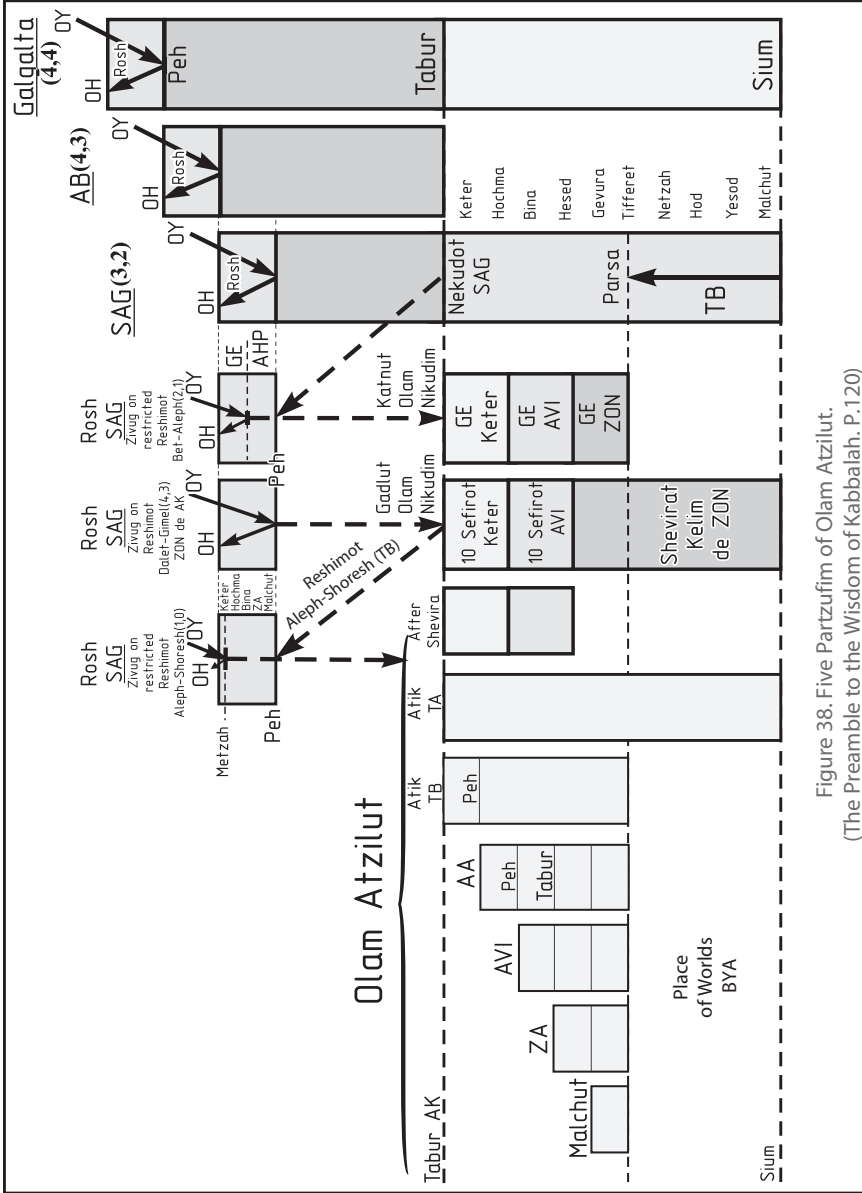 Galgalta
(4,4)
OY
Rosh
OH
Peh
Tabur
Sium
AB(4,3)
OY
Rosh
OH
Keter
Hochma
Bina
Hesed
Gevura
Tifferet
Netzah
Hod
Yesod
Malchut
SAG(3,2)
OY
Rosh
OH
Nekudot
SAG
Parsa
TB
Rosh
SAG
Zivug on
restricted
Reshimot
Bet-Aleph(2,1)
OY
OH
GE
AHP
Peh
Katnut
Olam
Nikudim
GE
Keter
GE
AVI
GE
ZON
Rosh
SAG
Zivug on
Reshimot
Dalet-Gimel(4,3)
ZON de AK
OY
OH
Gadlut
Olam
Nikudim
10 Sefirot
Keter
10 Sefirot
AVI
Shevirat
Kelim
de ZON
Reshimot
Aleph-Shoresh (TB)
Rosh
SAG
Zivug on
restricted
Reshimot
Aleph-Shoresh(1,0)
OY
OH
Keter
Hochma
Bina
ZA
Malchut
Metzah
Peh
After
Shevira
Olam Atzilut
Atik
TA
Atik
TB
Peh
AA
Peh
Tabur
AVI
ZA
Malchut
Place
of Worlds
BYA
Tabur AK
Sium
Figure 38. Five Partzufim of Olam Atzilut.
(The Preamble to the Wisdom of Kabbalah. P.120)